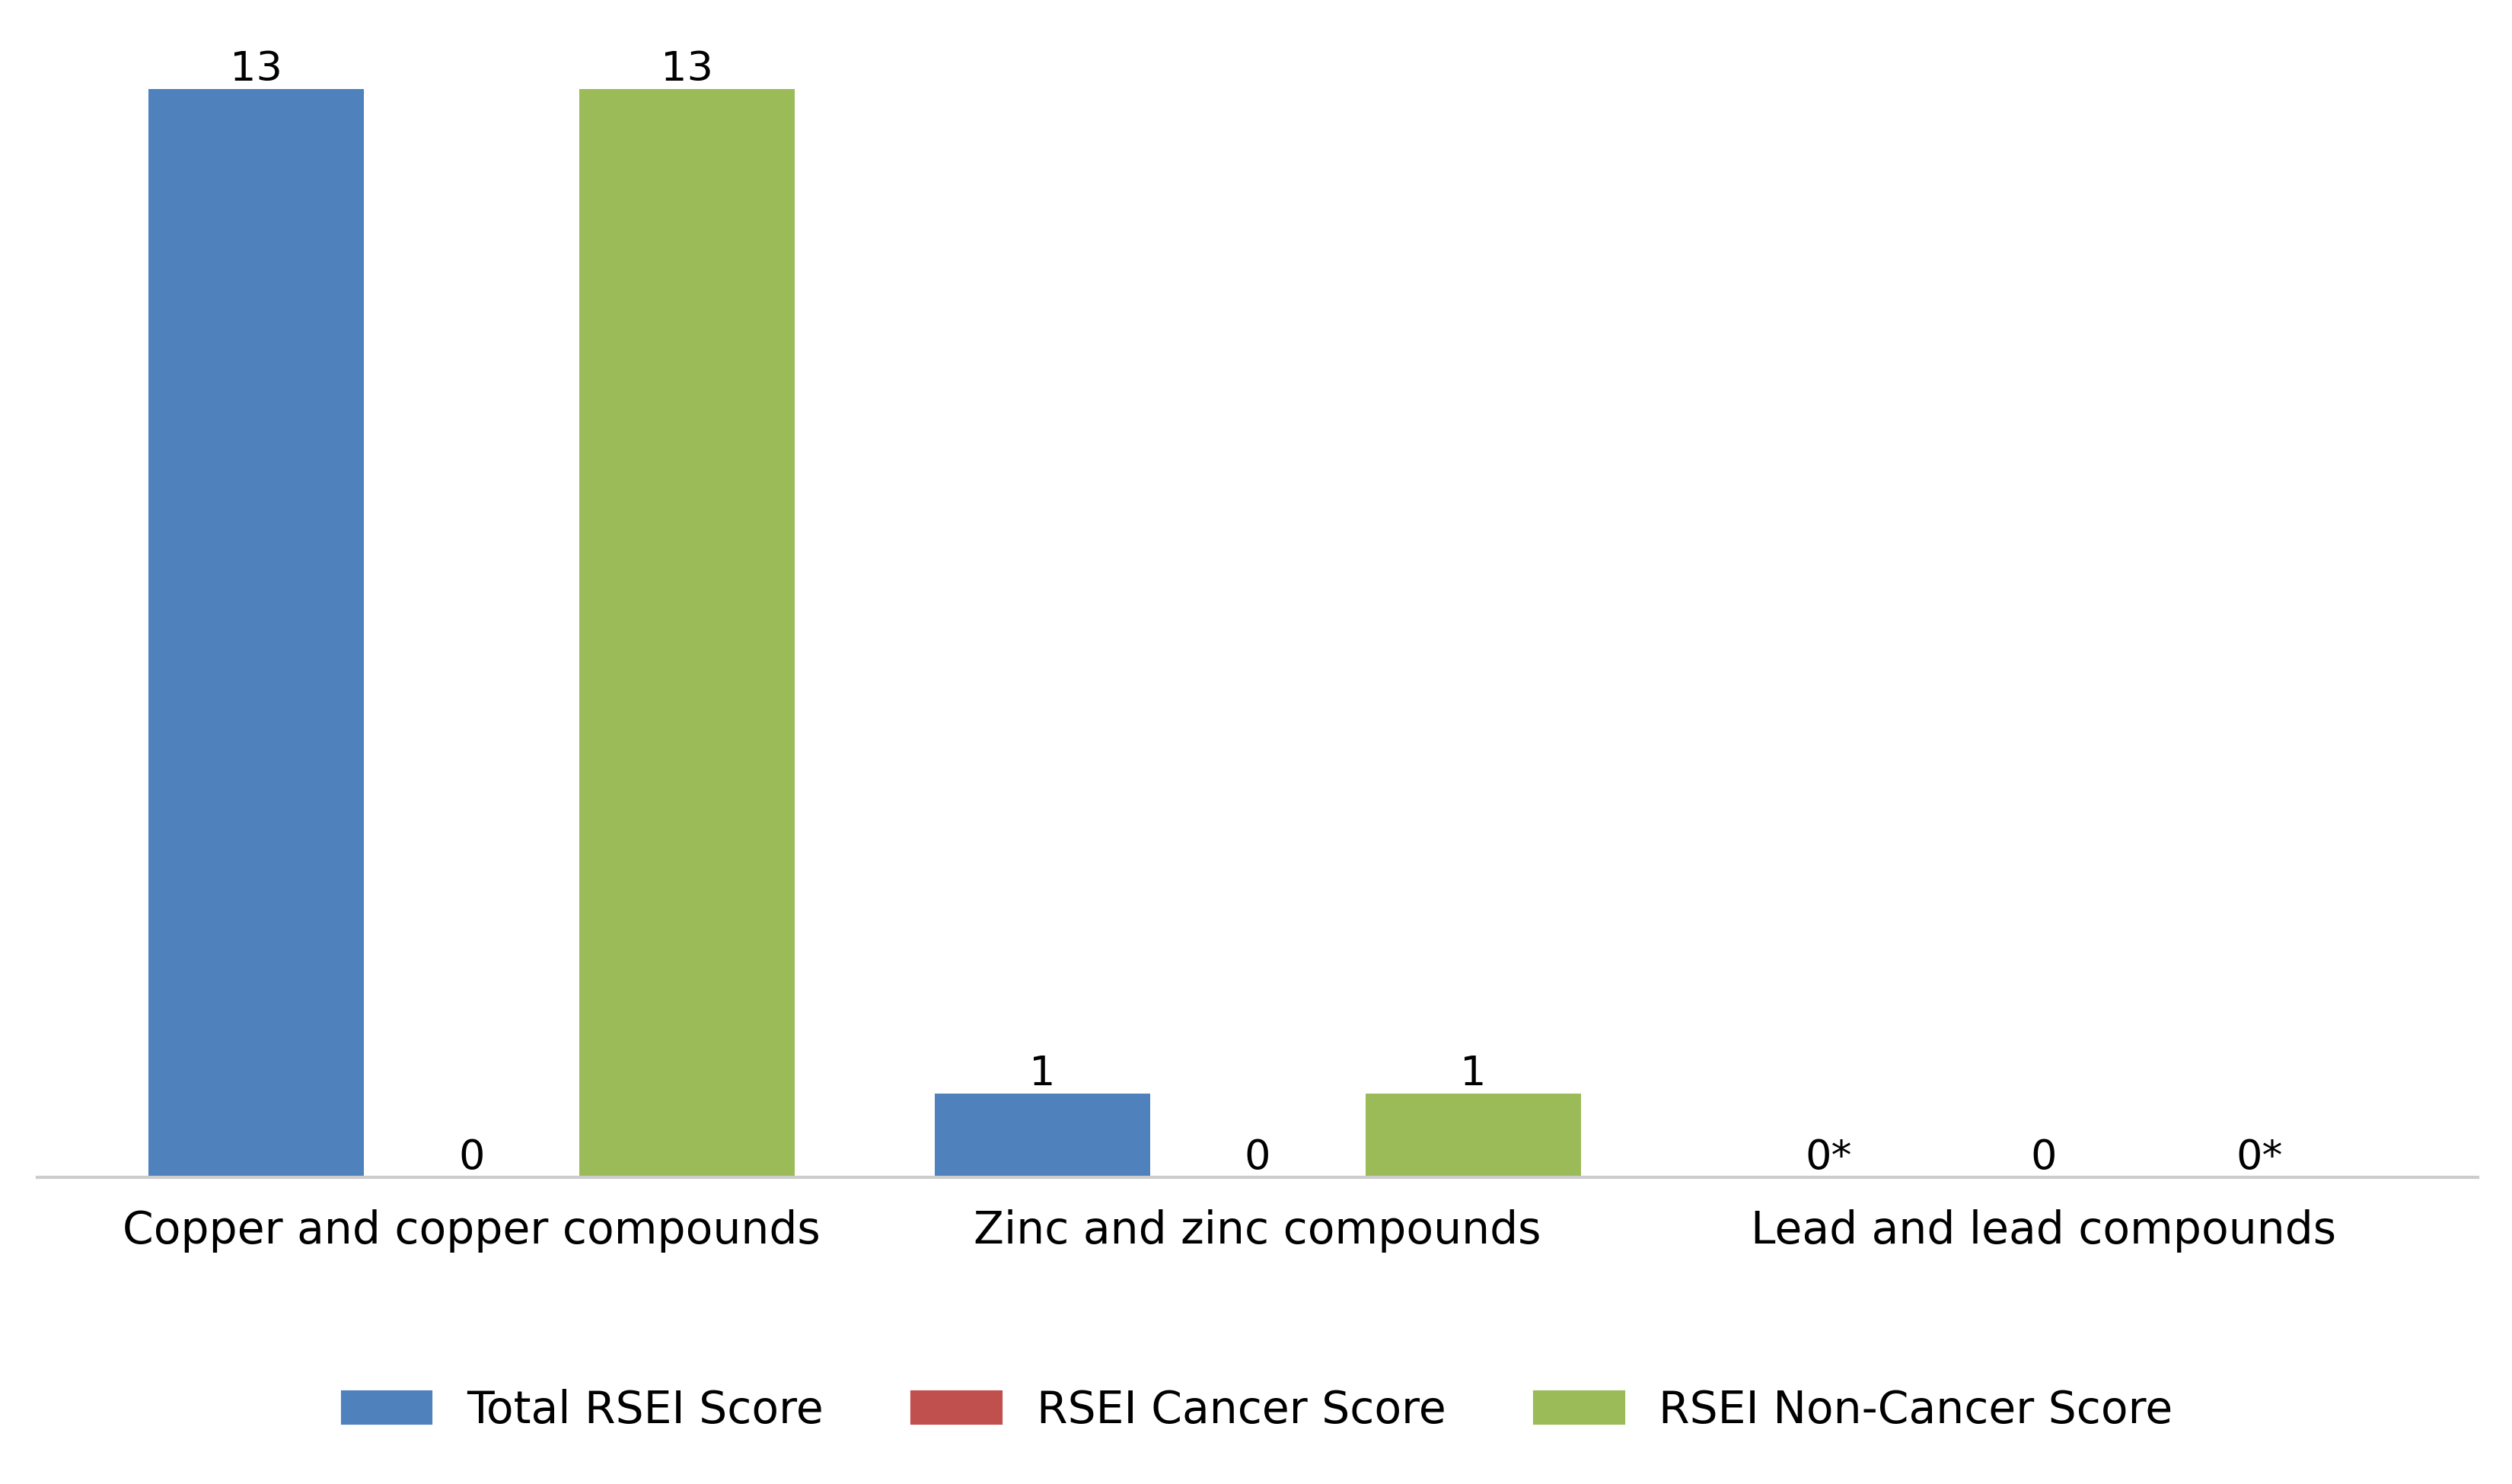 13 13
0
1 1
0
0* 0 0*
Copper and copper compounds Zinc and zinc compounds Lead and lead compounds
Total RSEI Score RSEI Cancer Score RSEI Non-Cancer Score